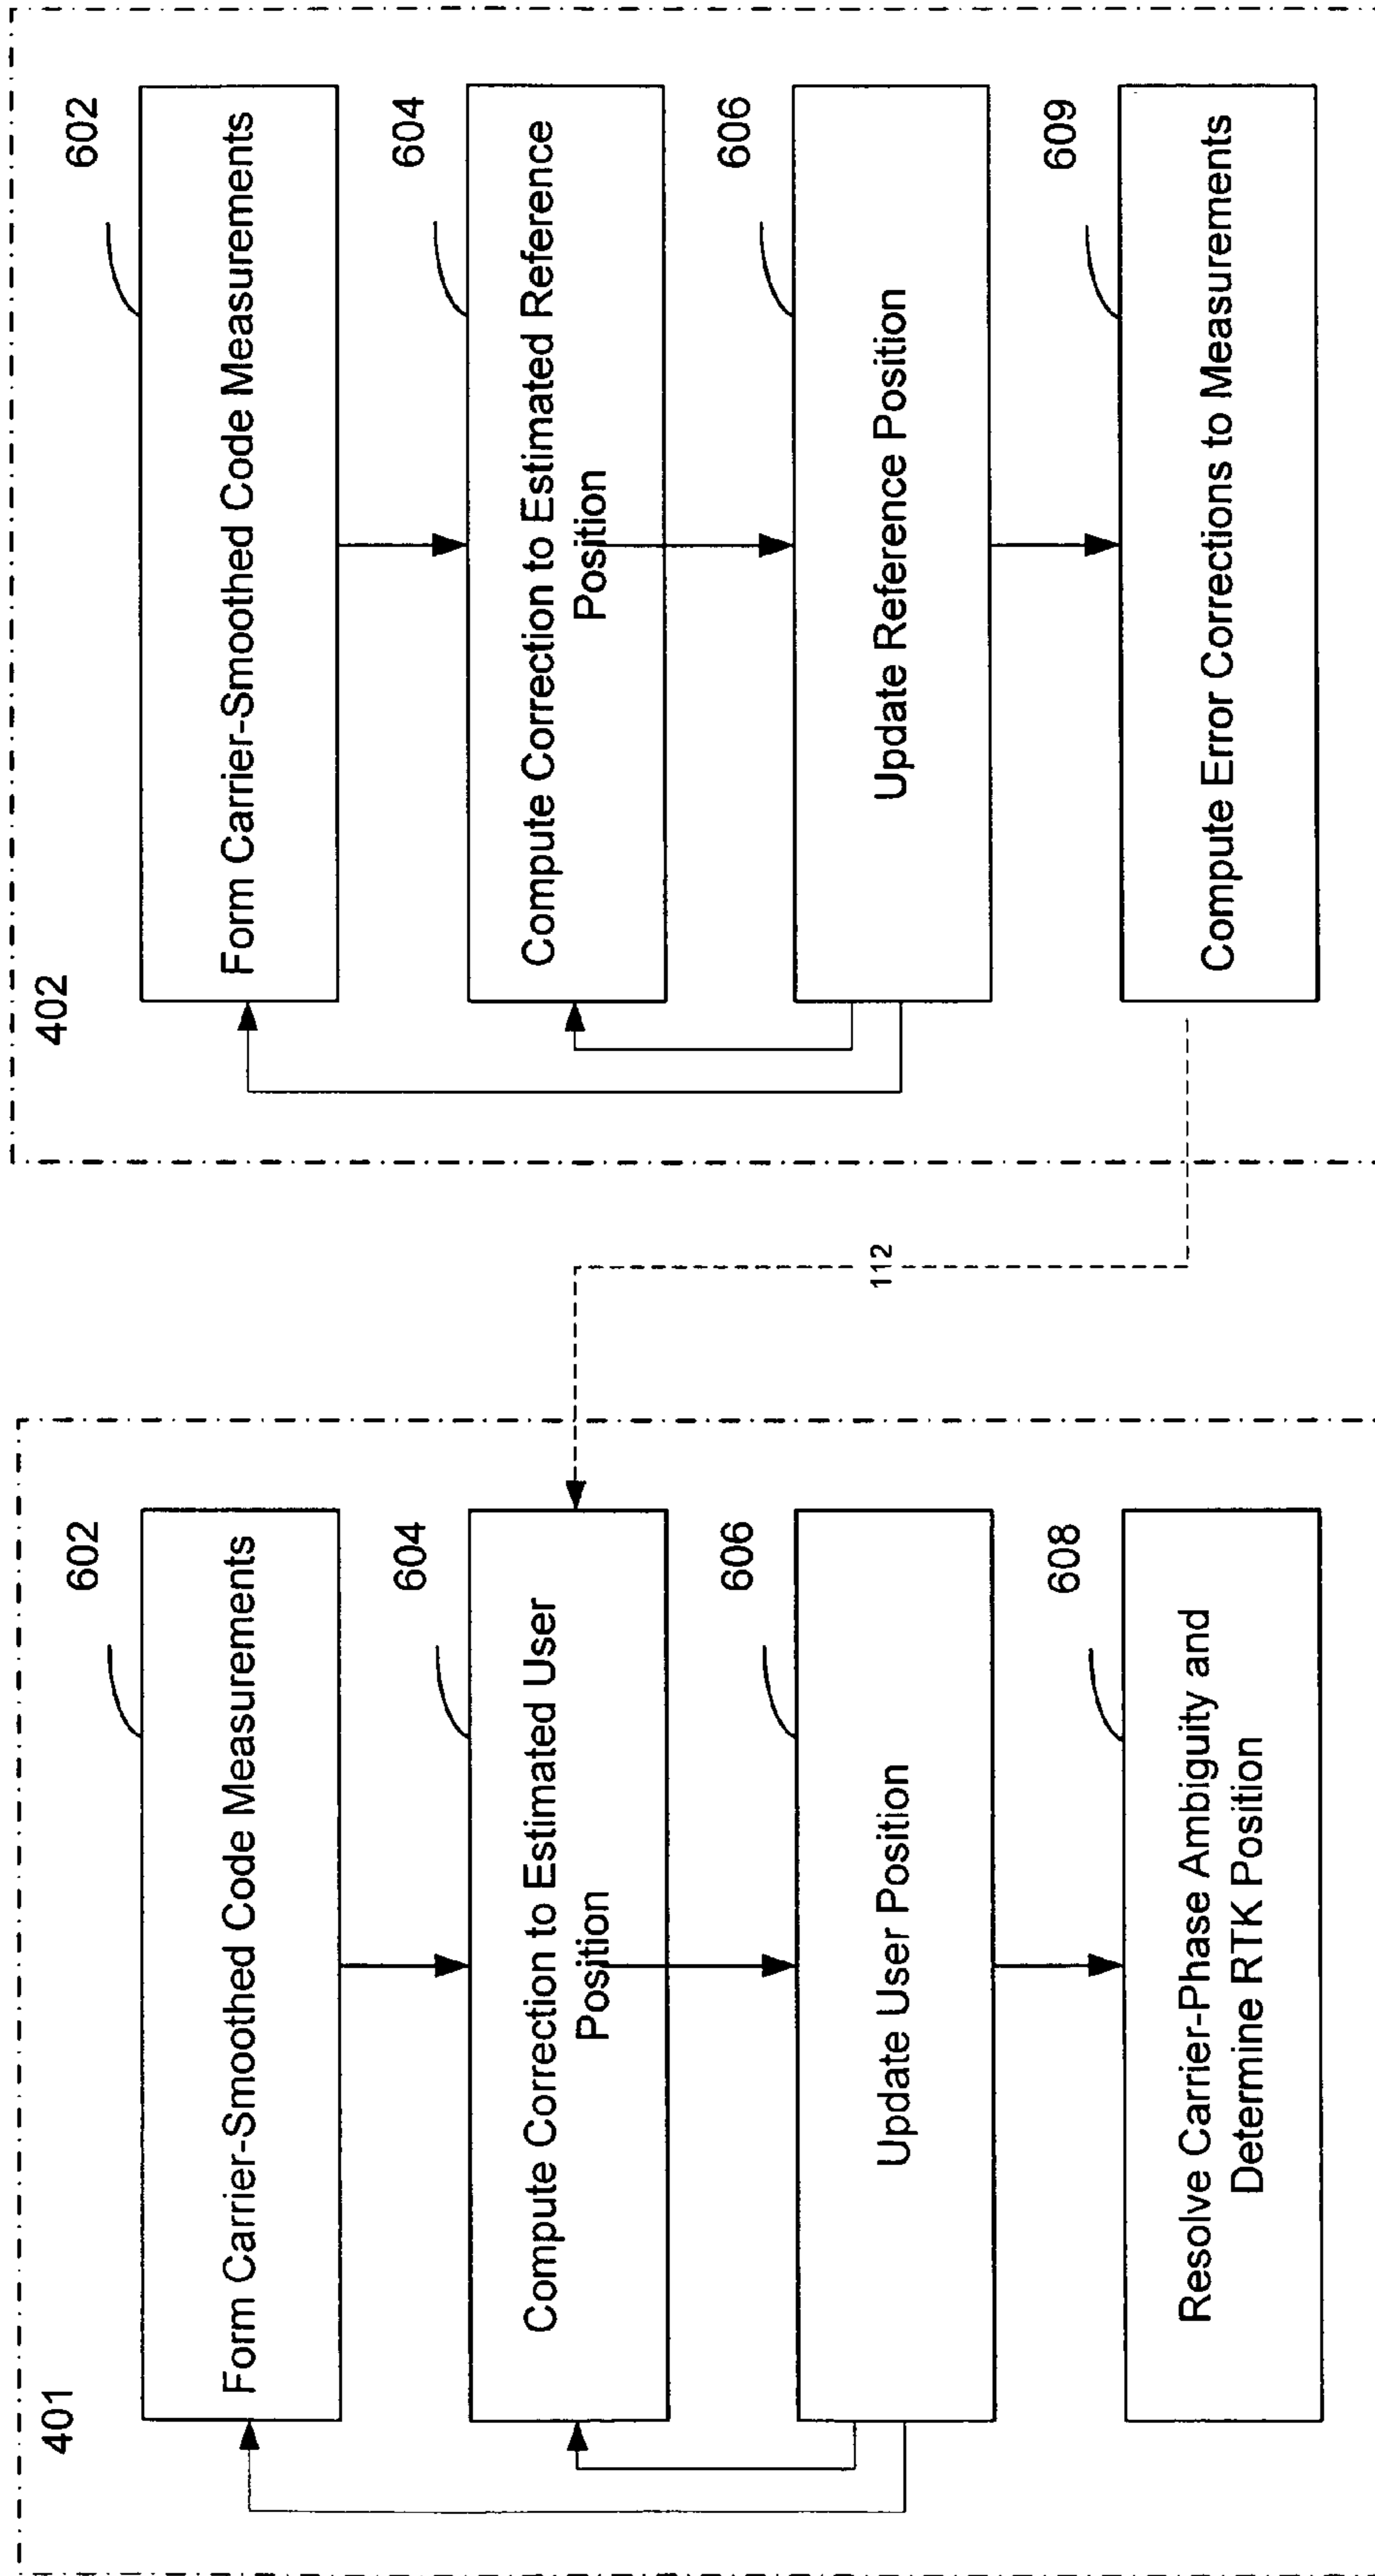 401
602
Form Carrier-Smoothed Code Measurements
604
Compute Correction to Estimated User
Position
606
Update User Position
608
Resolve Carrier-Phase Ambiguity and
Determine RTK Position
112
402
602
Form Carrier-Smoothed Code Measurements
604
Compute Correction to Estimated Reference
Position
606
Update Reference Position
609
Compute Error Corrections to Measurements